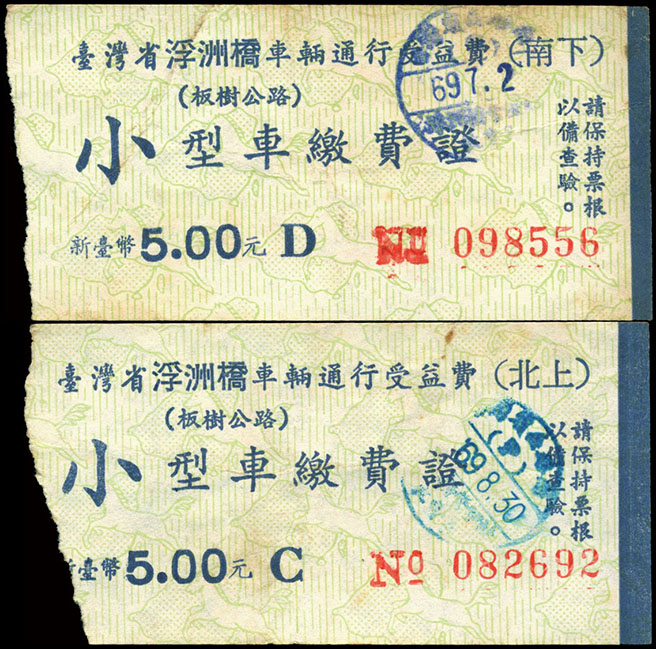 臺灣省浮洲橋車輛通行受益費(南下)
(板樹公路)
小型車繳費證
請保持票根
以備查驗。
69 7. 2
新臺幣5.00元 D
No 098556
臺灣省浮洲橋車輛通行受益費(北上)
(板樹公路)
小型車繳費證
請保持票根
以備查驗。
69. 8. 30
新臺幣5.00元 C
No 082692